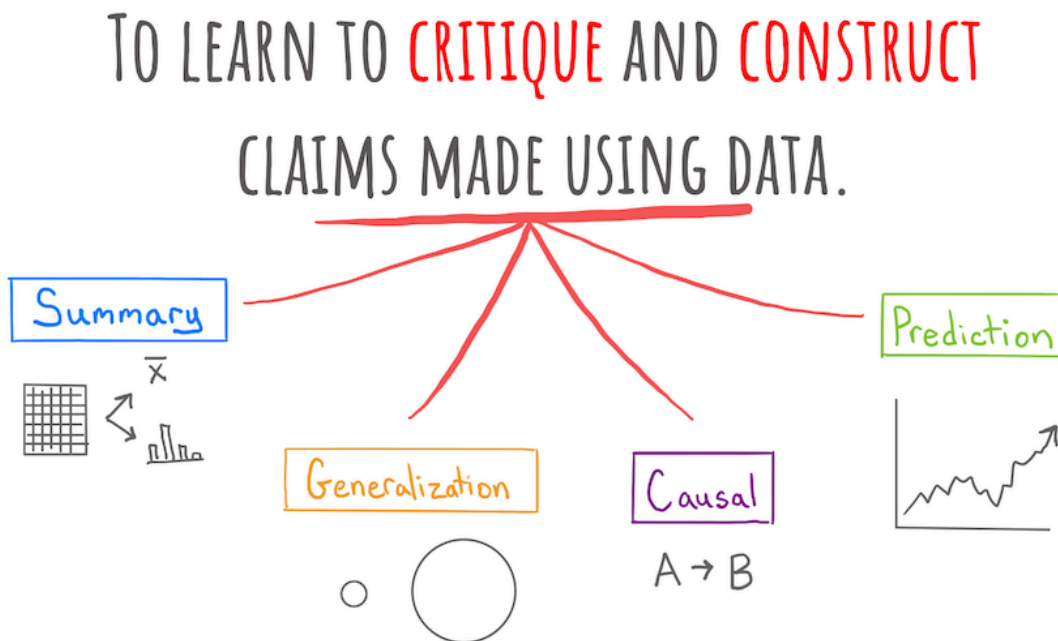 TO LEARN TO CRITIQUE AND CONSTRUCT
CLAIMS MADE USING DATA.
Summary
x̅
Prediction
Generalization
Causal
A → B